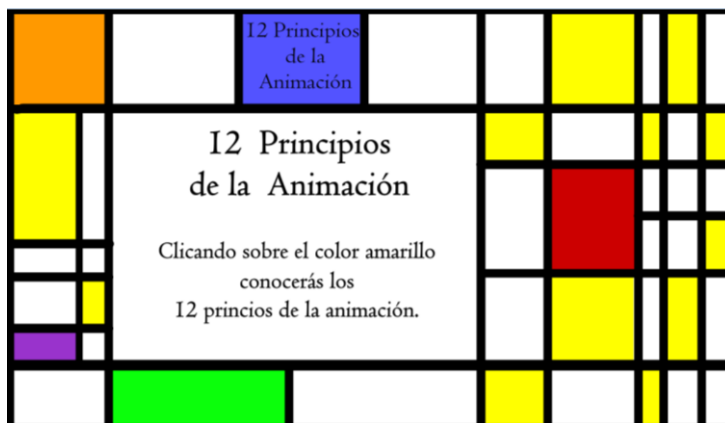 12 Principios
de la
Animación
12 Principios
de la Animación
Clicando sobre el color amarillo
conocerás los
12 princios de la animación.